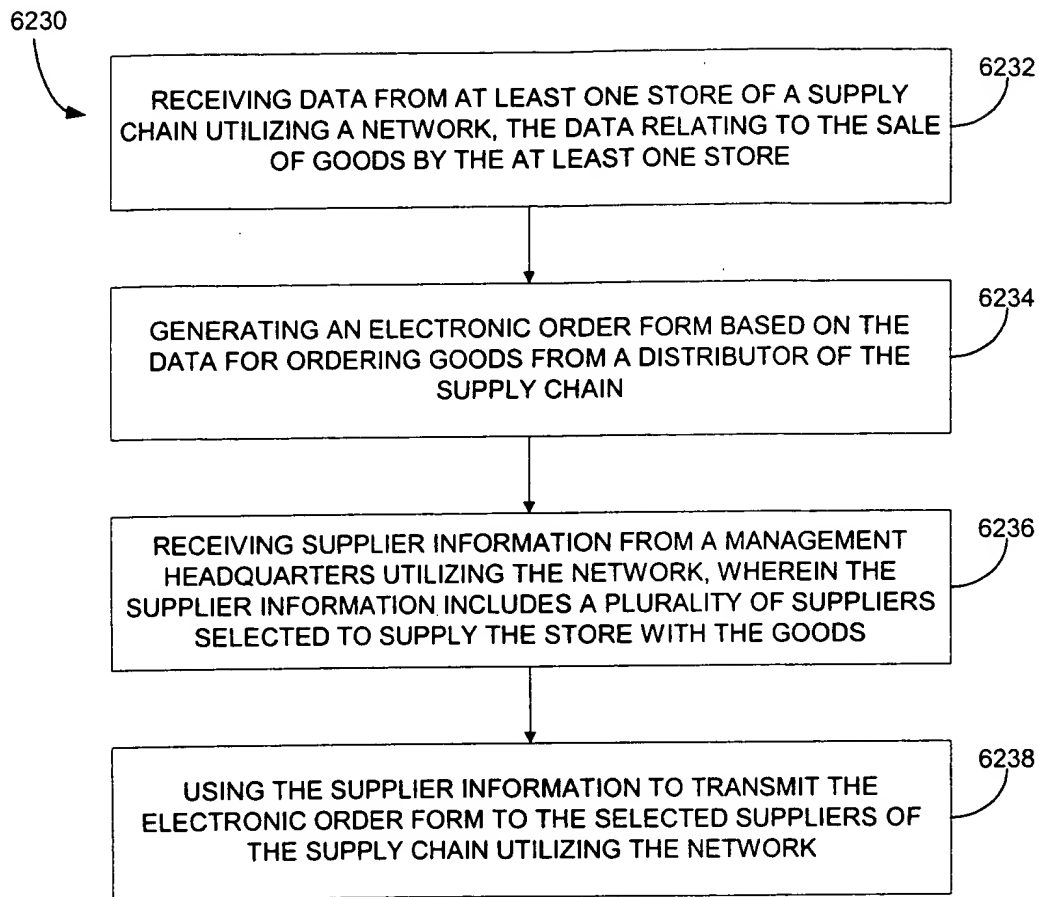 6230
6232
RECEIVING DATA FROM AT LEAST ONE STORE OF A SUPPLY
CHAIN UTILIZING A NETWORK, THE DATA RELATING TO THE SALE
OF GOODS BY THE AT LEAST ONE STORE
6234
GENERATING AN ELECTRONIC ORDER FORM BASED ON THE
DATA FOR ORDERING GOODS FROM A DISTRIBUTOR OF THE
SUPPLY CHAIN
6236
RECEIVING SUPPLIER INFORMATION FROM A MANAGEMENT
HEADQUARTERS UTILIZING THE NETWORK, WHEREIN THE
SUPPLIER INFORMATION INCLUDES A PLURALITY OF SUPPLIERS
SELECTED TO SUPPLY THE STORE WITH THE GOODS
6238
USING THE SUPPLIER INFORMATION TO TRANSMIT THE
ELECTRONIC ORDER FORM TO THE SELECTED SUPPLIERS OF
THE SUPPLY CHAIN UTILIZING THE NETWORK